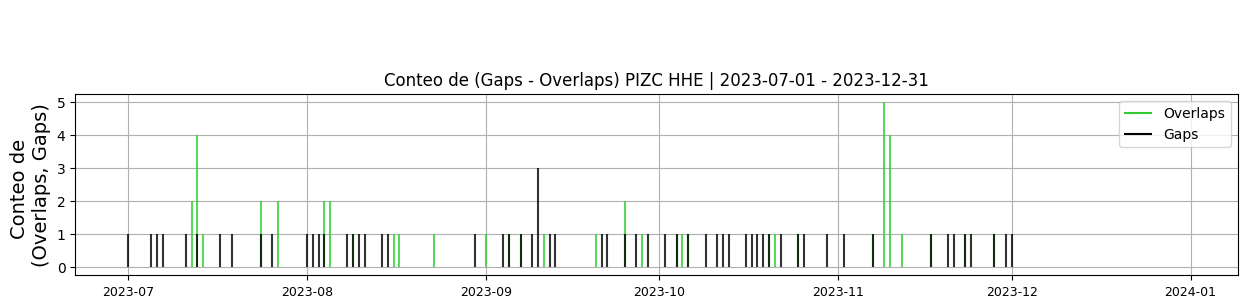 Conteo de (Gaps - Overlaps) PIZC HHE | 2023-07-01 - 2023-12-31
Conteo de
(Overlaps, Gaps)
5
4
3
2
1
0
Overlaps
Gaps
2023-07
2023-08
2023-09
2023-10
2023-11
2023-12
2024-01